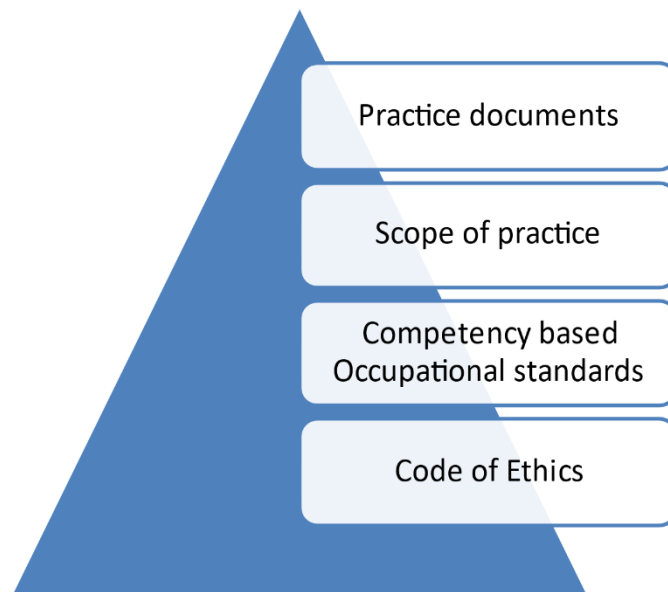 Practice documents
Scope of practice
Competency based
Occupational standards
Code of Ethics